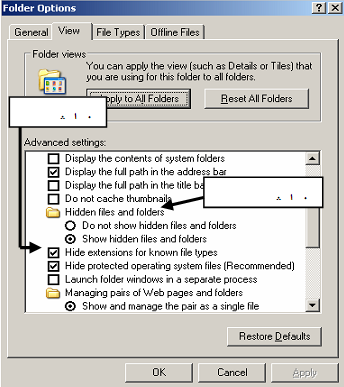 Folder Options
General
View
File Types
Offline Files
Folder views
You can apply the view (such as Details or Tiles) that
you are using for this folder to all folders.
Apply to All Folders
Reset All Folders
Advanced settings:
Display the contents of system folders
Display the full path in the address bar
Display the full path in the title ba
Do not cache thumbnails
Hidden files and folders
Do not show hidden files and folders
Show hidden files and folders
Hide extensions for known file types
Hide protected operating system files (Recommended)
Launch folder windows in a separate process
Managing pairs of Web pages and folders
Show and manage the pair as a single file
Restore Defaults
OK
Cancel
Apply